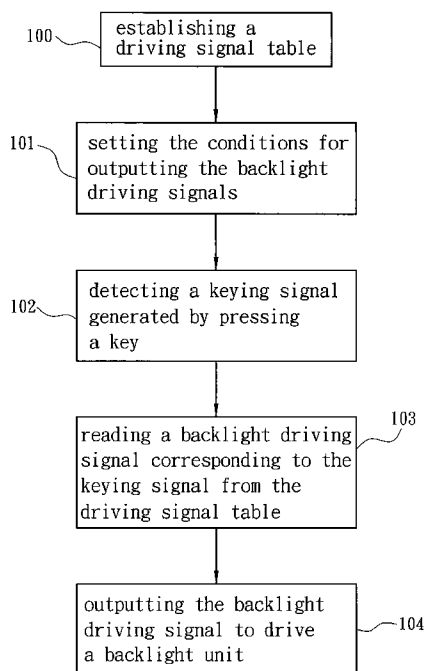 establishing a
driving signal table
100
setting the conditions for
outputting the backlight
driving signals
101
detecting a keying signal
generated by pressing
a key
102
reading a backlight driving
signal corresponding to the
keying signal from the
driving signal table
103
outputting the backlight
driving signal to drive
a backlight unit
104